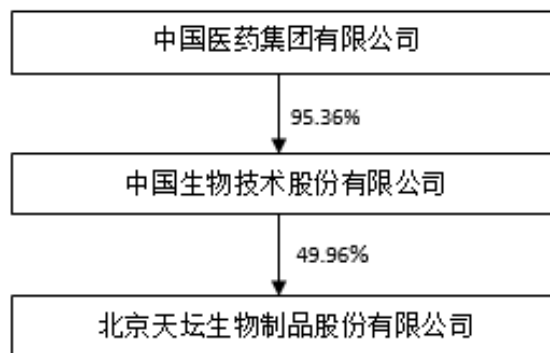 中国医药集团有限公司
95.36%
中国生物技术股份有限公司
49.96%
北京天坛生物制品股份有限公司